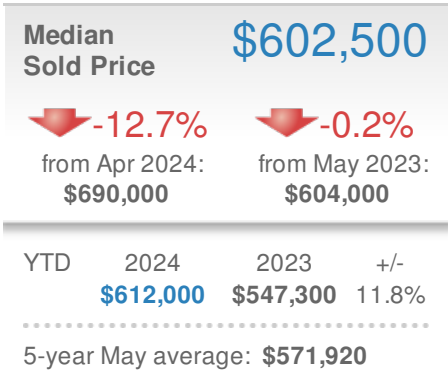 Median $602,500
Sold Price
-12.7% -0.2%
from Apr 2024: from May 2023:
$690,000 $604,000
YTD 2024 2023 +/-
$612,000 $547,300 11.8%
5-year May average: $571,920